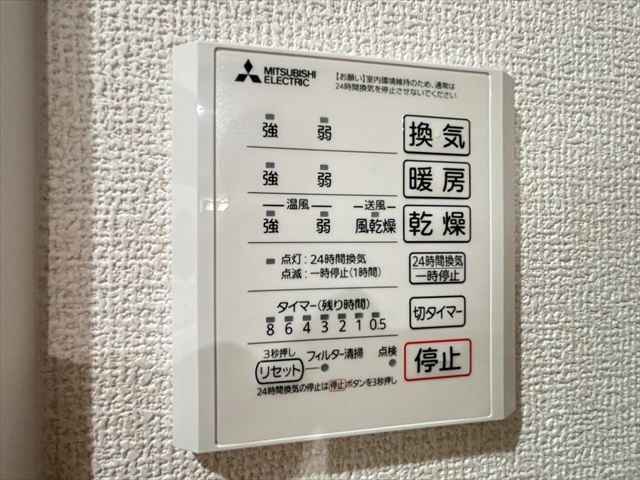 MITSUBISHI
ELECTRIC
【お願い】室内環境維持のため、通常は
24時間換気を停止させないでください
強 弱 換気
強 弱 暖房
温風 送風
強 弱 風乾燥 乾燥
点灯:24時間換気
点滅:一時停止(1時間)
24時間換気
一時停止
タイマー(残り時間)
8 6 4 3 2 1 0.5
切タイマー
3秒押し
リセット フィルター清掃 点検
停止
24時間換気の停止は停止ボタンを3秒押し